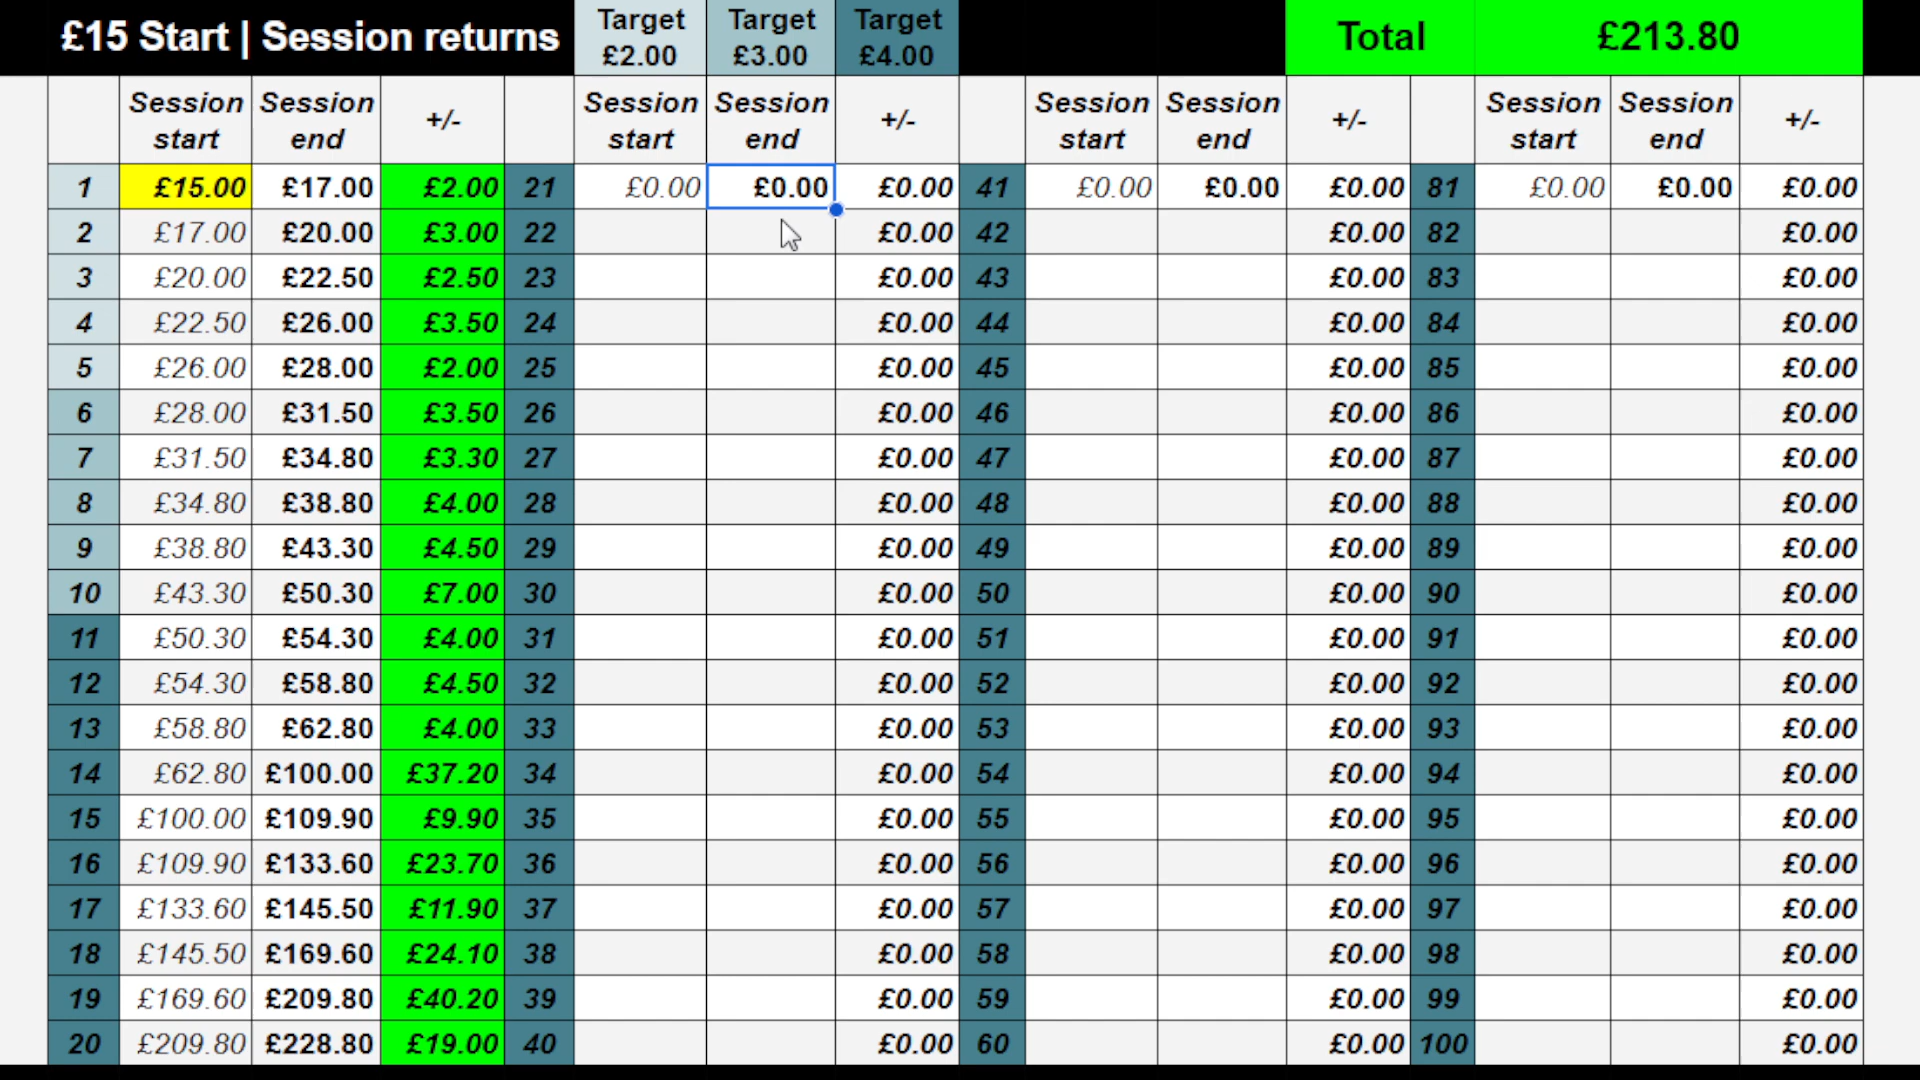 £15 Start | Session returns Target £2.00 Target £3.00 Target £4.00 Total £213.80
Session start Session end +/- Session start Session end +/- Session start Session end +/- Session start Session end +/-
1 £15.00 £17.00 £2.00 21 £0.00 £0.00 £0.00 41 £0.00 £0.00 £0.00 81 £0.00 £0.00 £0.00
2 £17.00 £20.00 £3.00 22 £0.00 42 £0.00 82 £0.00
3 £20.00 £22.50 £2.50 23 £0.00 43 £0.00 83 £0.00
4 £22.50 £26.00 £3.50 24 £0.00 44 £0.00 84 £0.00
5 £26.00 £28.00 £2.00 25 £0.00 45 £0.00 85 £0.00
6 £28.00 £31.50 £3.50 26 £0.00 46 £0.00 86 £0.00
7 £31.50 £34.80 £3.30 27 £0.00 47 £0.00 87 £0.00
8 £34.80 £38.80 £4.00 28 £0.00 48 £0.00 88 £0.00
9 £38.80 £43.30 £4.50 29 £0.00 49 £0.00 89 £0.00
10 £43.30 £50.30 £7.00 30 £0.00 50 £0.00 90 £0.00
11 £50.30 £54.30 £4.00 31 £0.00 51 £0.00 91 £0.00
12 £54.30 £58.80 £4.50 32 £0.00 52 £0.00 92 £0.00
13 £58.80 £62.80 £4.00 33 £0.00 53 £0.00 93 £0.00
14 £62.80 £100.00 £37.20 34 £0.00 54 £0.00 94 £0.00
15 £100.00 £109.90 £9.90 35 £0.00 55 £0.00 95 £0.00
16 £109.90 £133.60 £23.70 36 £0.00 56 £0.00 96 £0.00
17 £133.60 £145.50 £11.90 37 £0.00 57 £0.00 97 £0.00
18 £145.50 £169.60 £24.10 38 £0.00 58 £0.00 98 £0.00
19 £169.60 £209.80 £40.20 39 £0.00 59 £0.00 99 £0.00
20 £209.80 £228.80 £19.00 40 £0.00 60 £0.00 100 £0.00